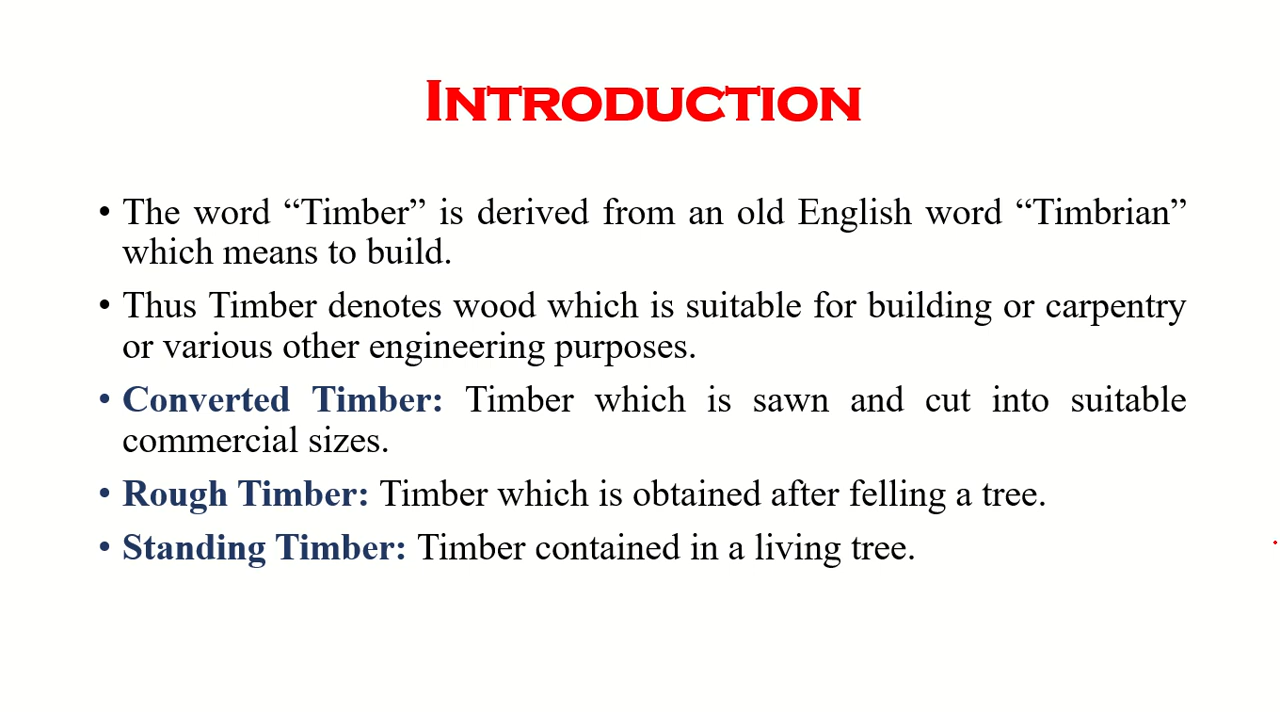 INTRODUCTION
• The word “Timber” is derived from an old English word “Timbrian”
which means to build.
• Thus Timber denotes wood which is suitable for building or carpentry
or various other engineering purposes.
• Converted Timber: Timber which is sawn and cut into suitable
commercial sizes.
• Rough Timber: Timber which is obtained after felling a tree.
• Standing Timber: Timber contained in a living tree.